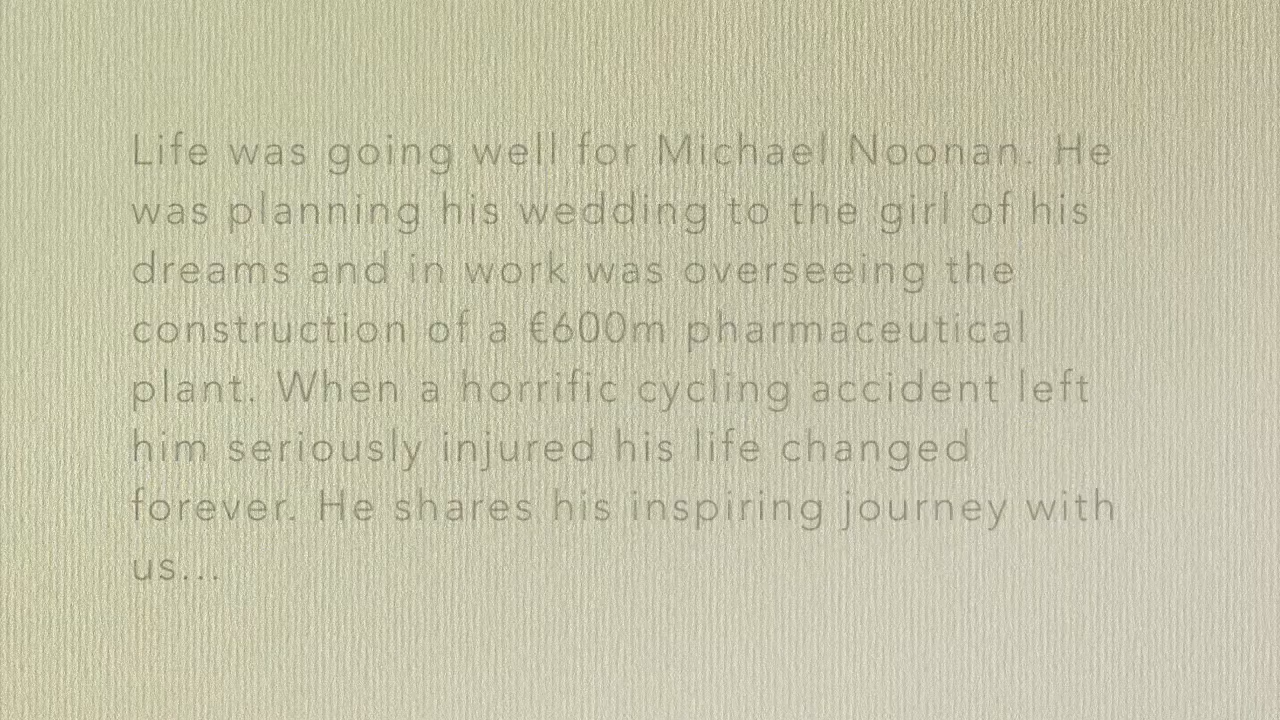 Life was going well for Michael Noonan. He
was planning his wedding to the girl of his
dreams and in work was overseeing the
construction of a €600m pharmaceutical
plant. When a horrific cycling accident left
him seriously injured his life changed
forever. He shares his inspiring journey with
us...